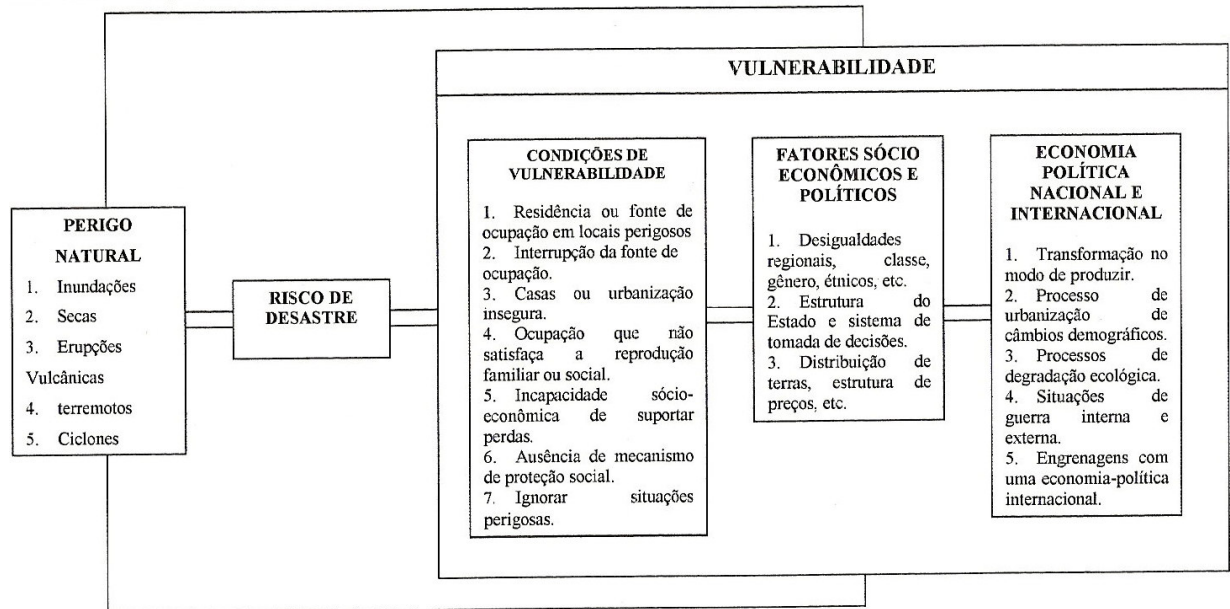 VULNERABILIDADE
PERIGO
NATURAL
1. Inundações
2. Secas
3. Erupções
Vulcânicas
4. terremotos
5. Ciclones
RISCO DE
DESASTRE
CONDIÇÕES DE
VULNERABILIDADE
1. Residência ou fonte de
ocupação em locais perigosos
2. Interrupção da fonte de
ocupação.
3. Casas ou urbanização
insegura.
4. Ocupação que não
satisfaça a reprodução
familiar ou social.
5. Incapacidade sócio-
econômica de suportar
perdas.
6. Ausência de mecanismo
de proteção social.
7. Ignorar situações
perigosas.
FATORES SÓCIO
ECONÔMICOS E
POLÍTICOS
1. Desigualdades
regionais, classe,
gênero, étnicos, etc.
2. Estrutura do
Estado e sistema de
tomada de decisões.
3. Distribuição de
terras, estrutura de
preços, etc.
ECONOMIA
POLÍTICA
NACIONAL E
INTERNACIONAL
1. Transformação no
modo de produzir.
2. Processo de
urbanização de
câmbios demográficos.
3. Processos de
degradação ecológica.
4. Situações de
guerra interna e
externa.
5. Engrenagens com
uma economia-política
internacional.